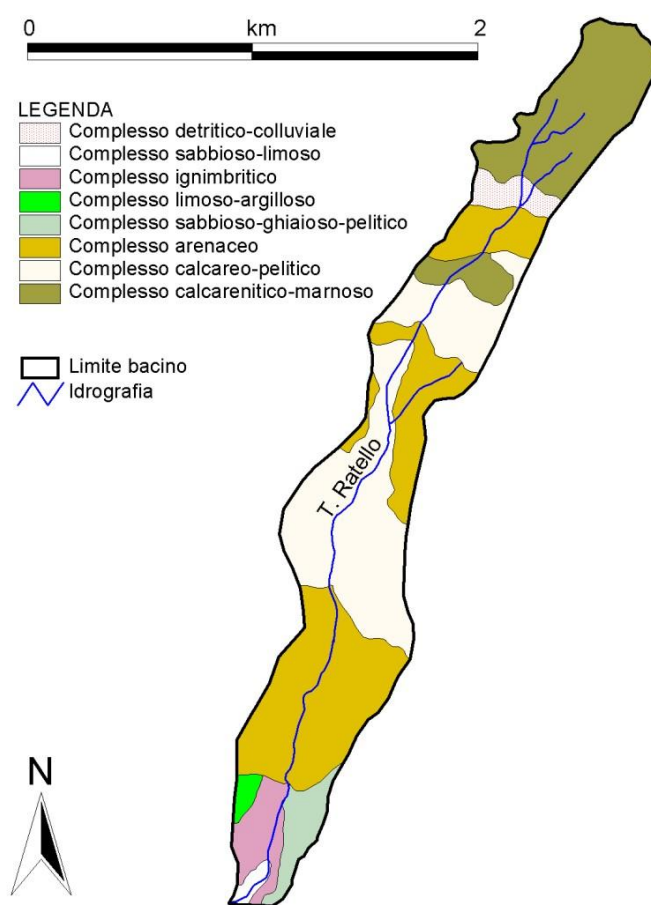 0 km 2
LEGENDA
Complesso detritico-colluviale
Complesso sabbioso-limoso
Complesso ignimbritico
Complesso limoso-argilloso
Complesso sabbioso-ghiaioso-pelitico
Complesso arenaceo
Complesso calcareo-pelitico
Complesso calcarenitico-marnoso
Limite bacino
Idrografia
T. Ratello
N